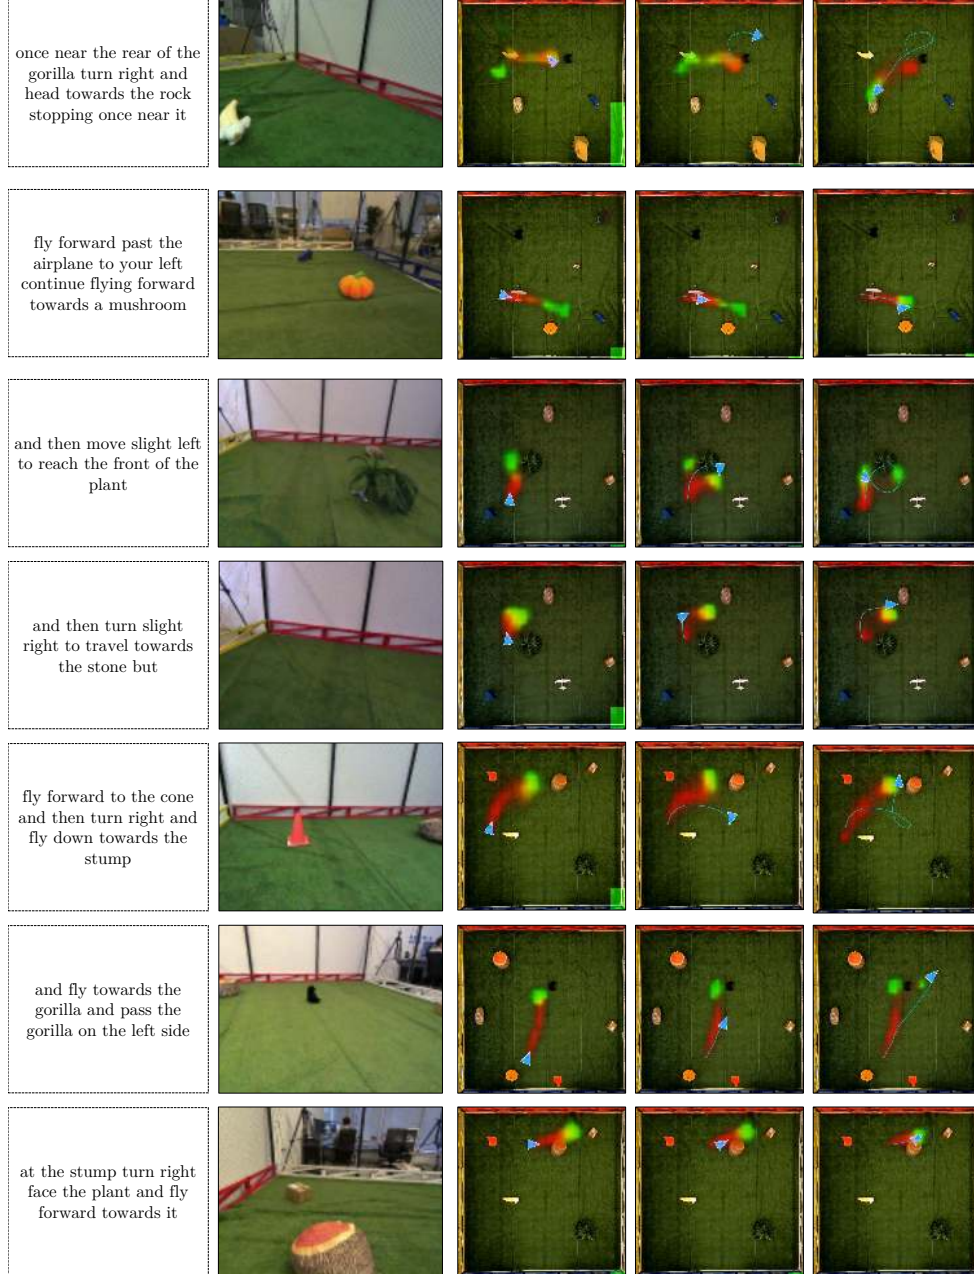 once near the rear of the
gorilla turn right and
head towards the rock
stopping once near it
fly forward past the
airplane to your left
continue flying forward
towards a mushroom
and then move slight left
to reach the front of the
plant
and then turn slight
right to travel towards
the stone but
fly forward to the cone
and then turn right and
fly down towards the
stump
and fly towards the
gorilla and pass the
gorilla on the left side
at the stump turn right
face the plant and fly
forward towards it